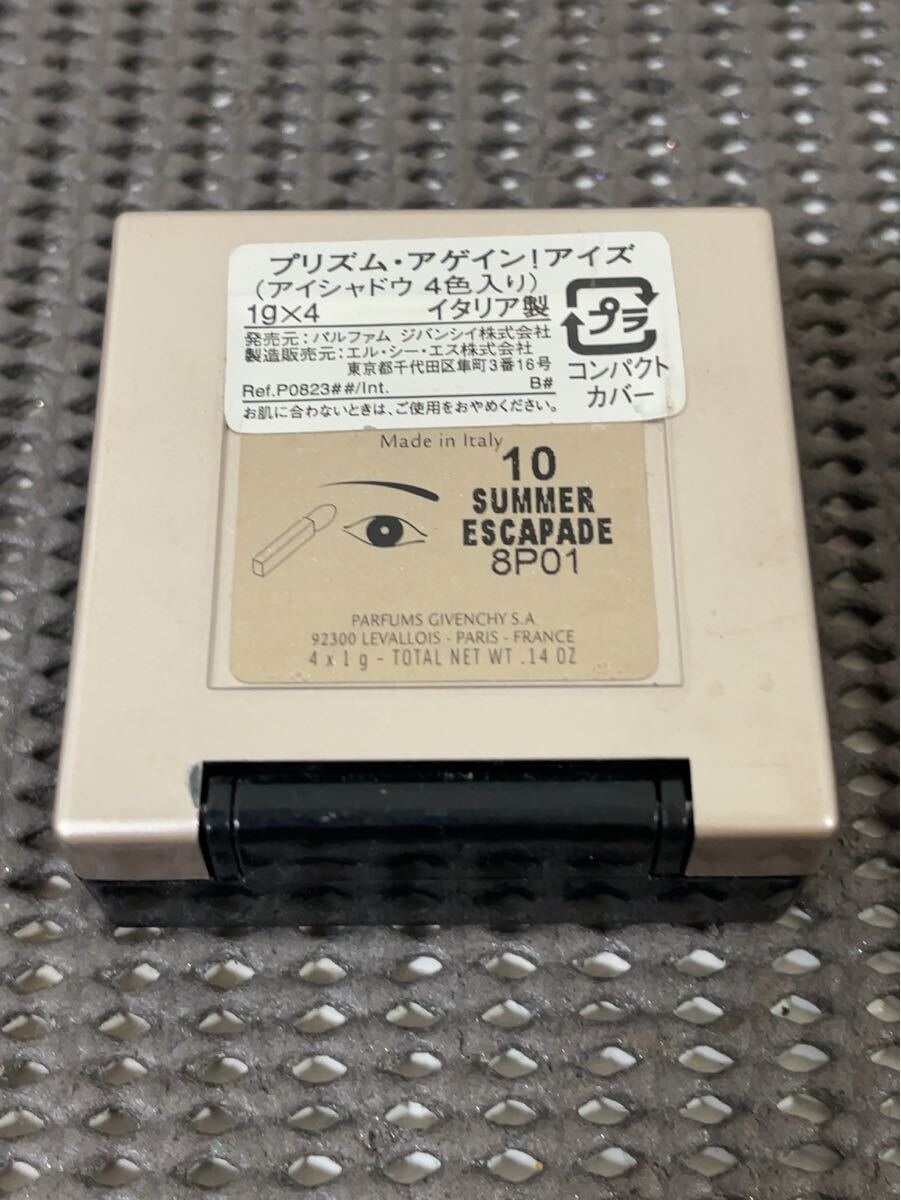 プリズム・アゲイン!アイズ
(アイシャドウ 4色入り)
1g×4 イタリア製
発売元:パルファム ジバンシイ株式会社
製造販売元:エル・シー・エス株式会社
東京都千代田区隼町3番16号
Ref.P0823##/Int. B#
お肌に合わないときは、ご使用をおやめください。
プラ
コンパクト
カバー
Made in Italy
10
SUMMER
ESCAPADE
8P01
PARFUMS GIVENCHY S.A
92300 LEVALLOIS - PARIS - FRANCE
4 x 1 g - TOTAL NET WT .14 OZ